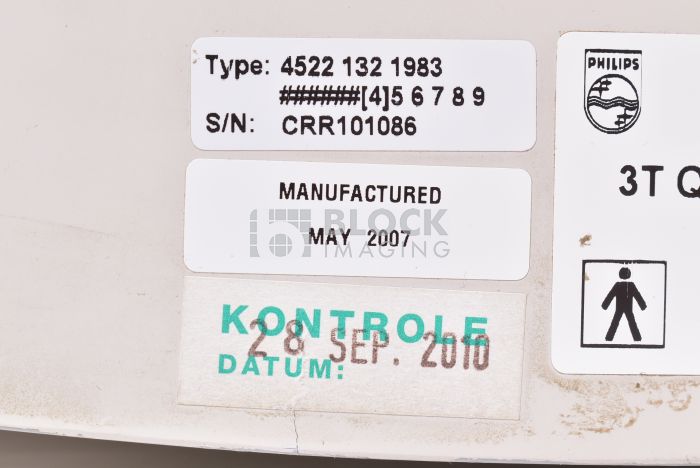 Type: 4522 132 1983
######[4]5 6 7 8 9
S/N: CRR101086
MANUFACTURED
MAY 2007
BLOCK
IMAGING
KONTROLE
28 SEP. 2010
DATUM:
PHILIPS
3T Q